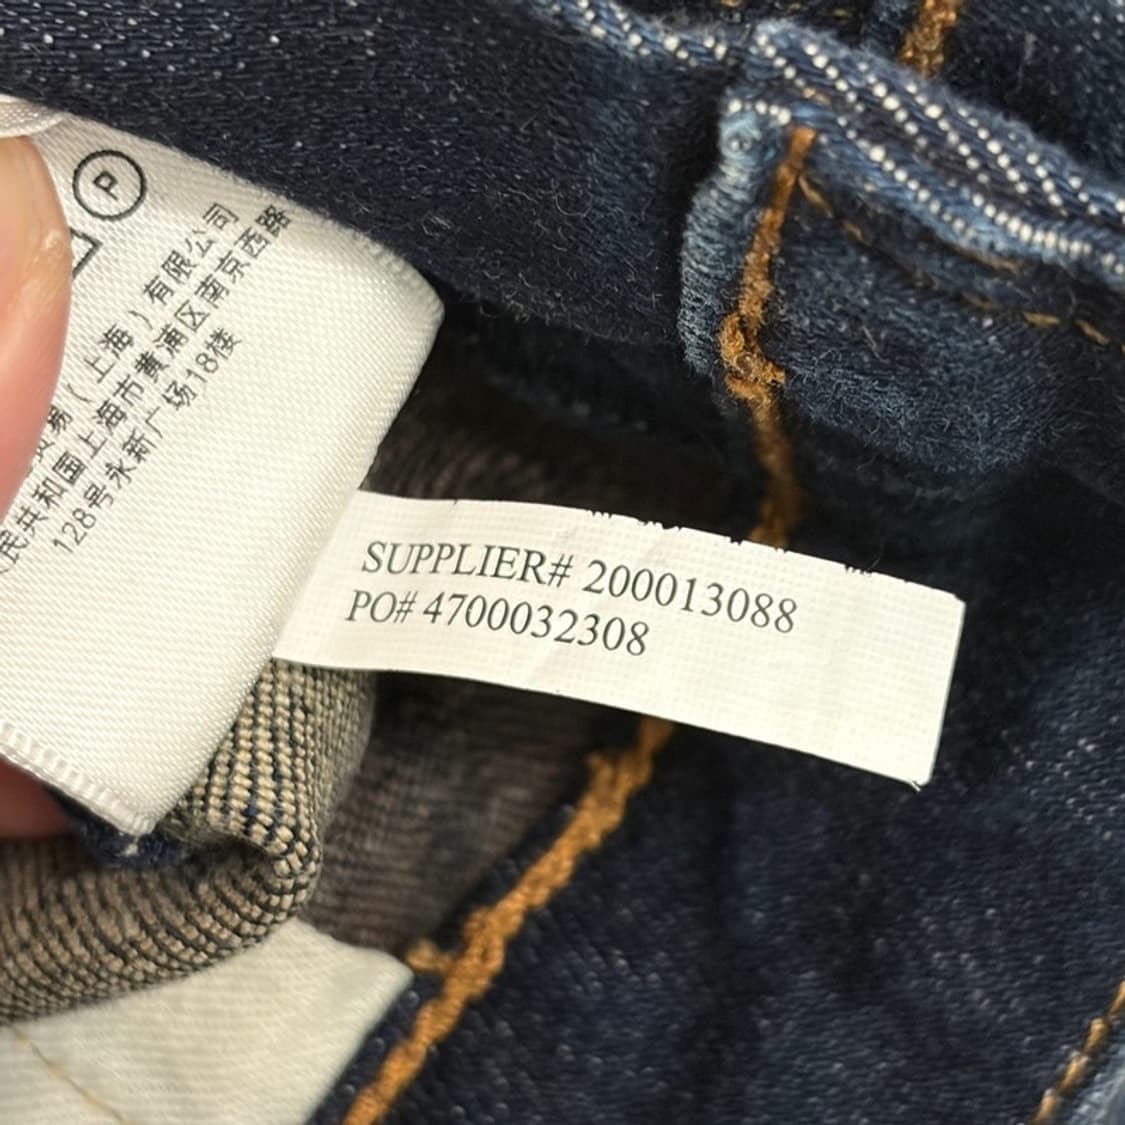 P
易（上海）有限公司
民共和国上海市黄浦区南京西路
128号永新广场18楼
SUPPLIER# 200013088
PO# 4700032308